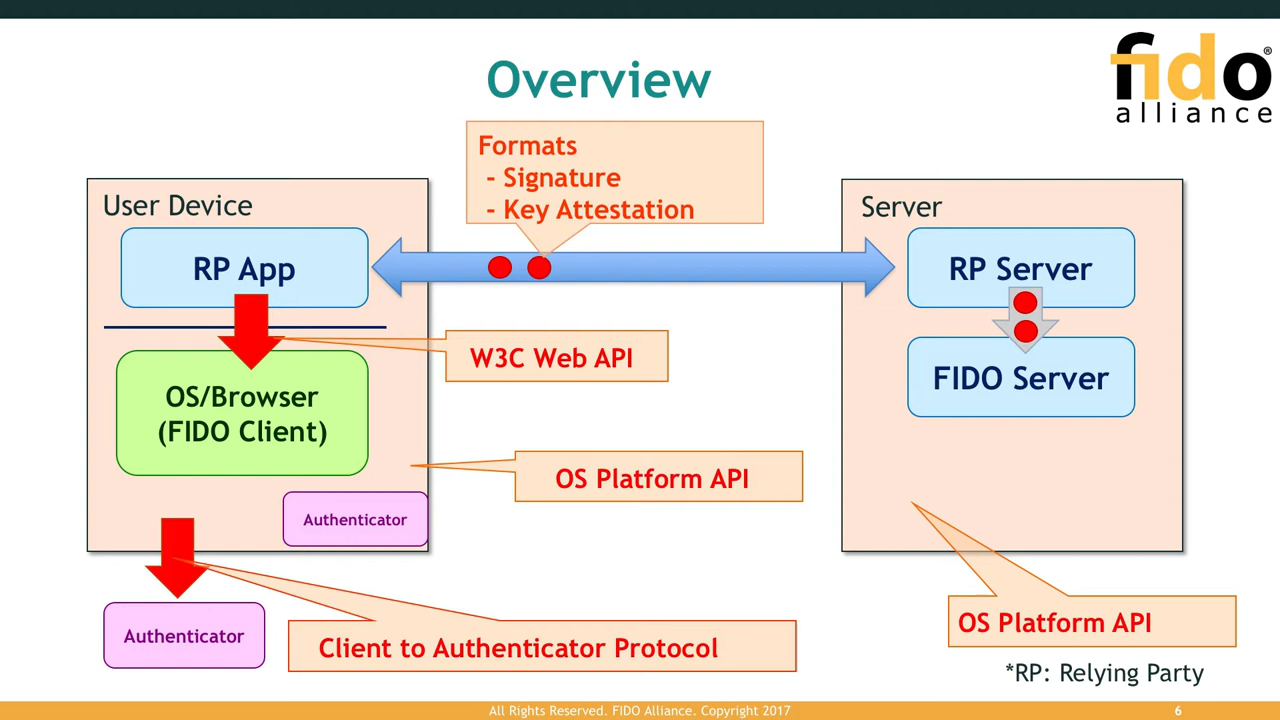 Overview
fido®
alliance
Formats
- Signature
- Key Attestation
User Device
RP App
Server
RP Server
W3C Web API
OS/Browser
(FIDO Client)
FIDO Server
OS Platform API
Authenticator
Authenticator
Client to Authenticator Protocol
OS Platform API
*RP: Relying Party
All Rights Reserved. FIDO Alliance. Copyright 2017
6